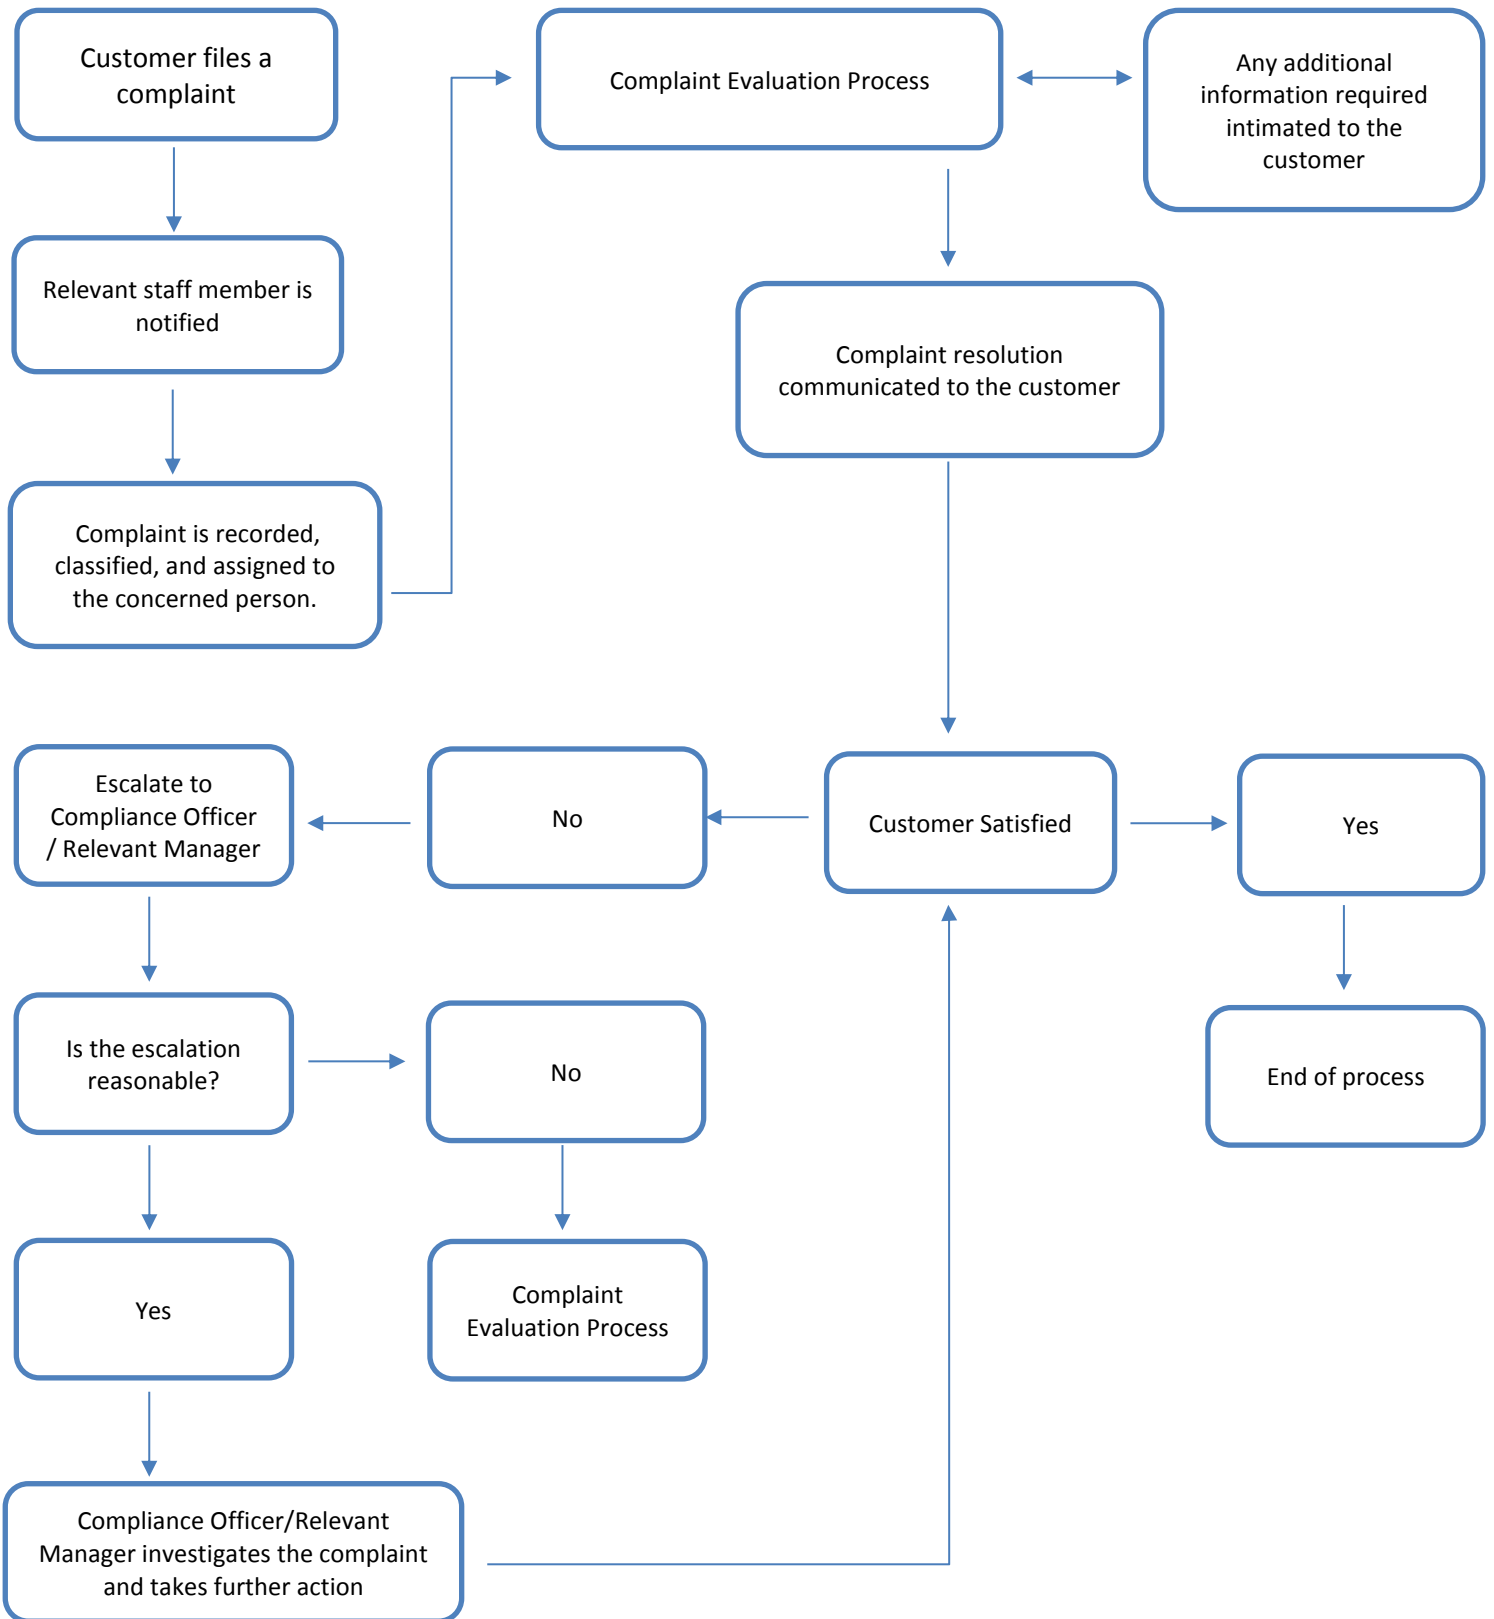 Customer files a
complaint
Relevant staff member is
notified
Complaint is recorded,
classified, and assigned to
the concerned person.
Complaint Evaluation Process
Any additional
information required
intimated to the
customer
Complaint resolution
communicated to the customer
Customer Satisfied
Yes
End of process
No
Escalate to
Compliance Officer
/ Relevant Manager
Is the escalation
reasonable?
No
Complaint
Evaluation Process
Yes
Compliance Officer/Relevant
Manager investigates the complaint
and takes further action